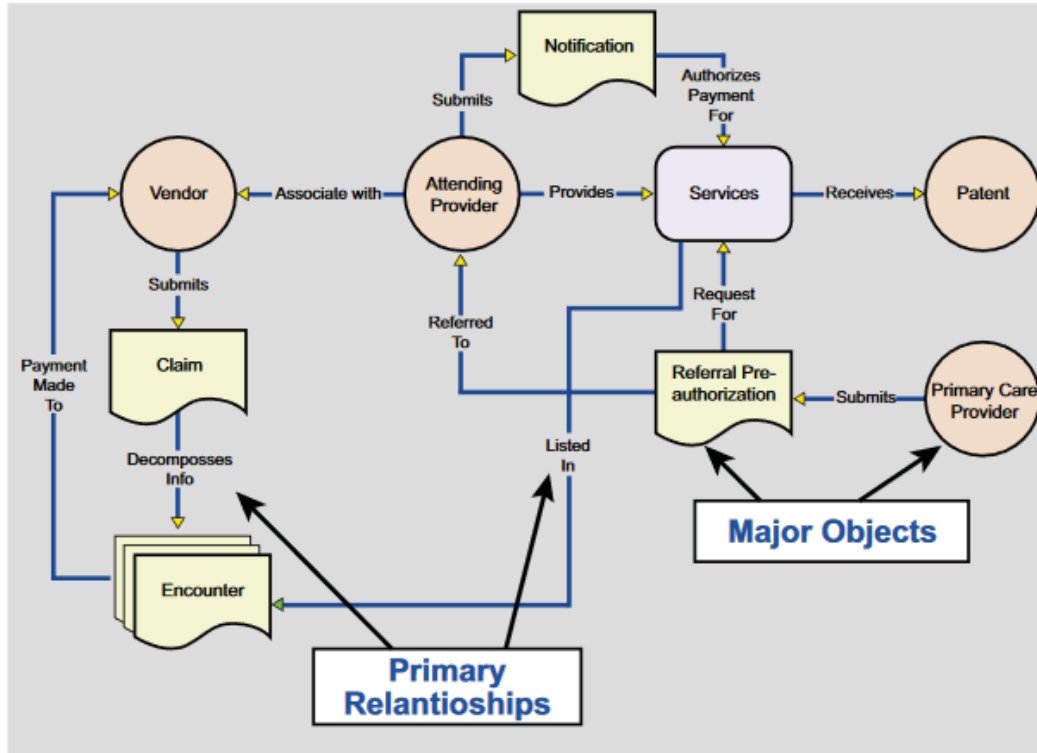 Notification
Submits
Authorizes
Payment
For
Vendor
Associate with
Attending
Provider
Provides
Services
Receives
Patent
Submits
Request
For
Referred
To
Payment
Made
To
Claim
Referral Pre-
authorization
Submits
Primary Care
Provider
Decomposses
Info
Listed
In
Major Objects
Encounter
Primary
Relantioships